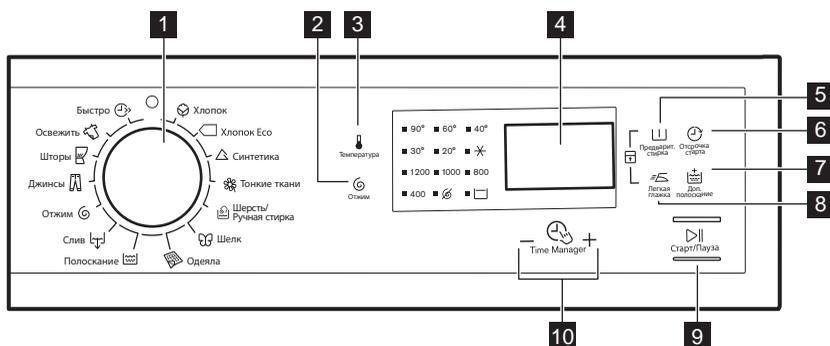 1
2
3
4
5
6
7
8
9
10
Быстро
Освежить
Шторы
Джинсы
Отжим
Слив
Полоскание
Хлопок
Хлопок Eco
Синтетика
Тонкие ткани
Шерсть/
Ручная стирка
Шелк
Одеяла
Температура
Отжим
90° 60° 40°
30° 20°
1200 1000 800
400
Предварит.
стирка
Отсрочка
старта
Легкая
глажка
Доп.
полоскание
Time Manager
Старт/Пауза